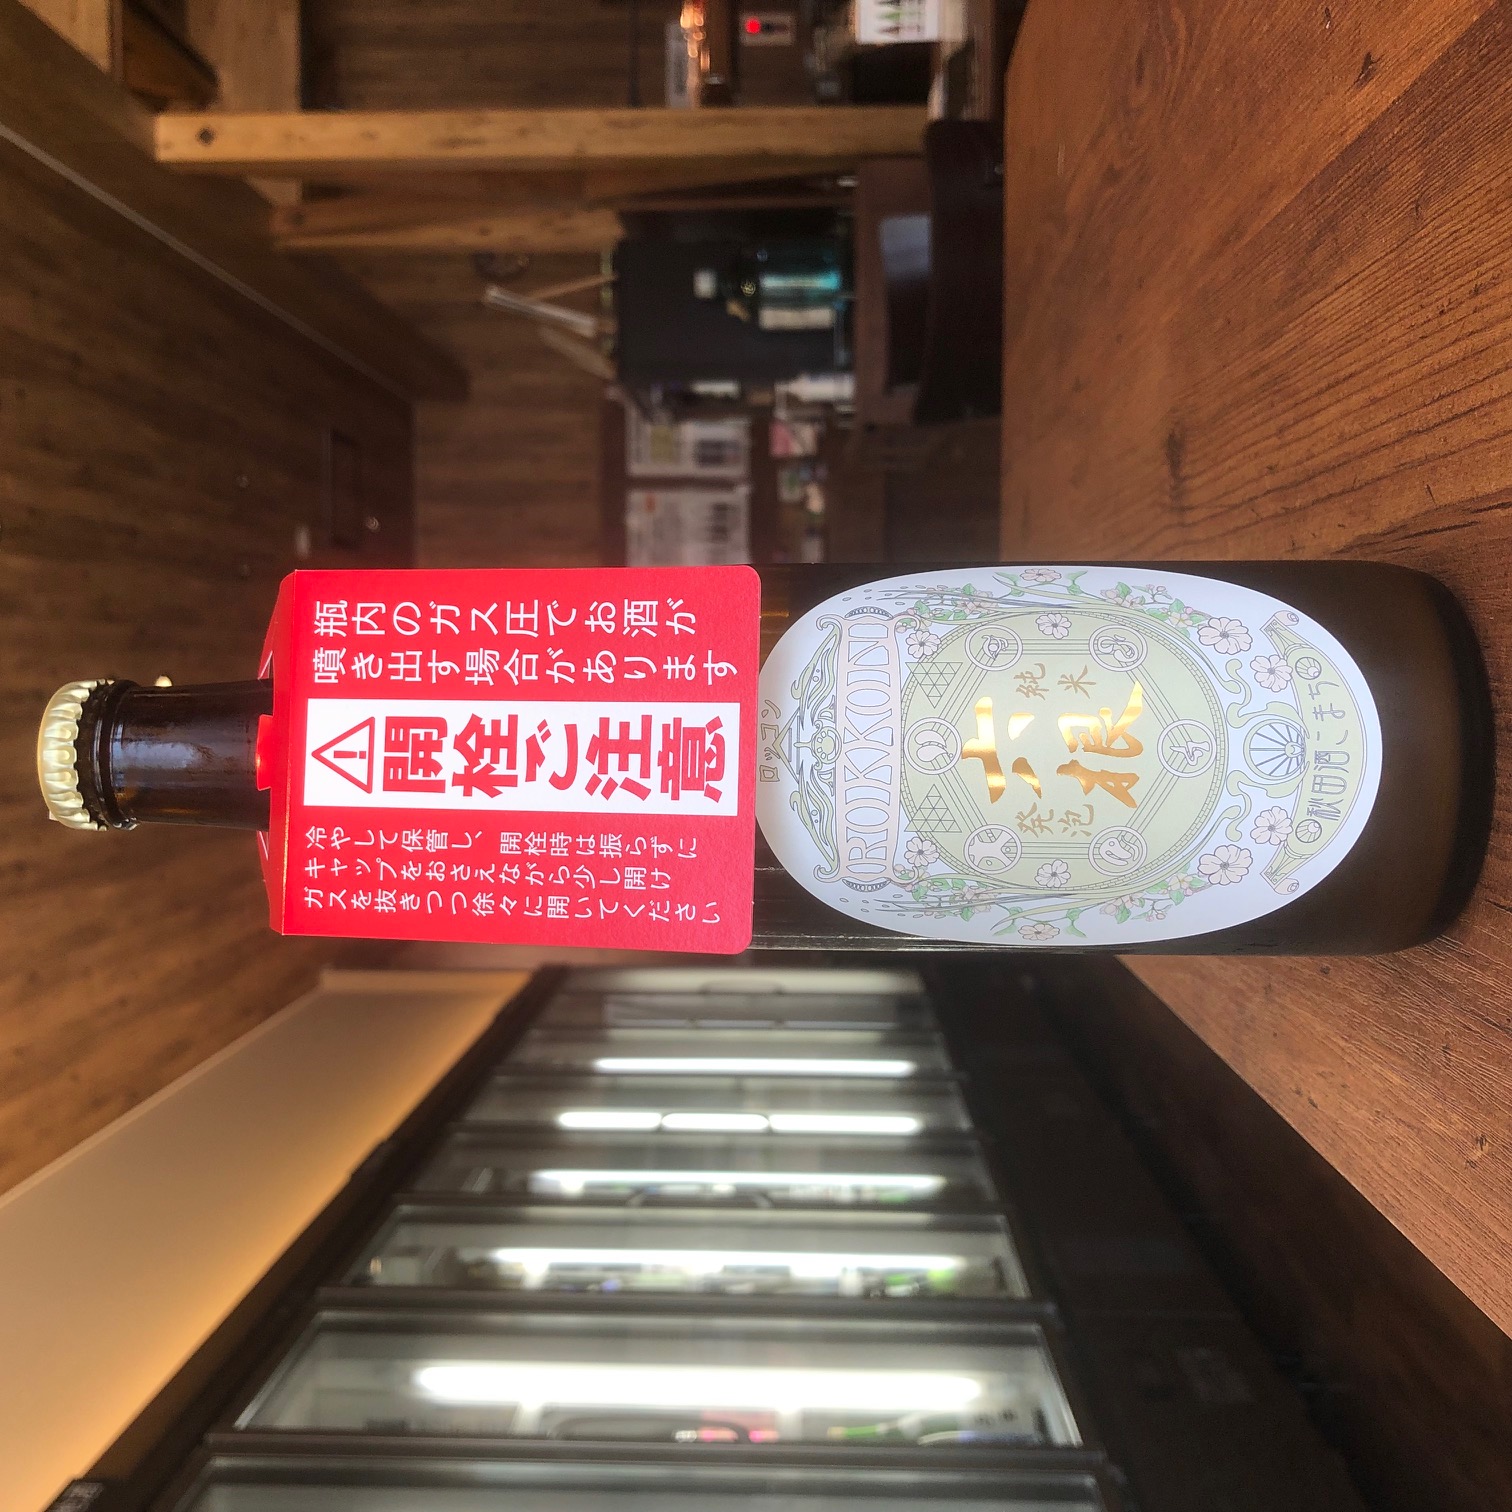 瓶内のガス圧でお酒が
噴き出す場合があります
開栓ご注意
冷やして保管し、開栓時は振らずに
キャップをおさえながら少し開け
ガスを抜きつつ徐々に開いてください
ロッコン
ROKKON
純米
六根
発泡
秋田酒こまち